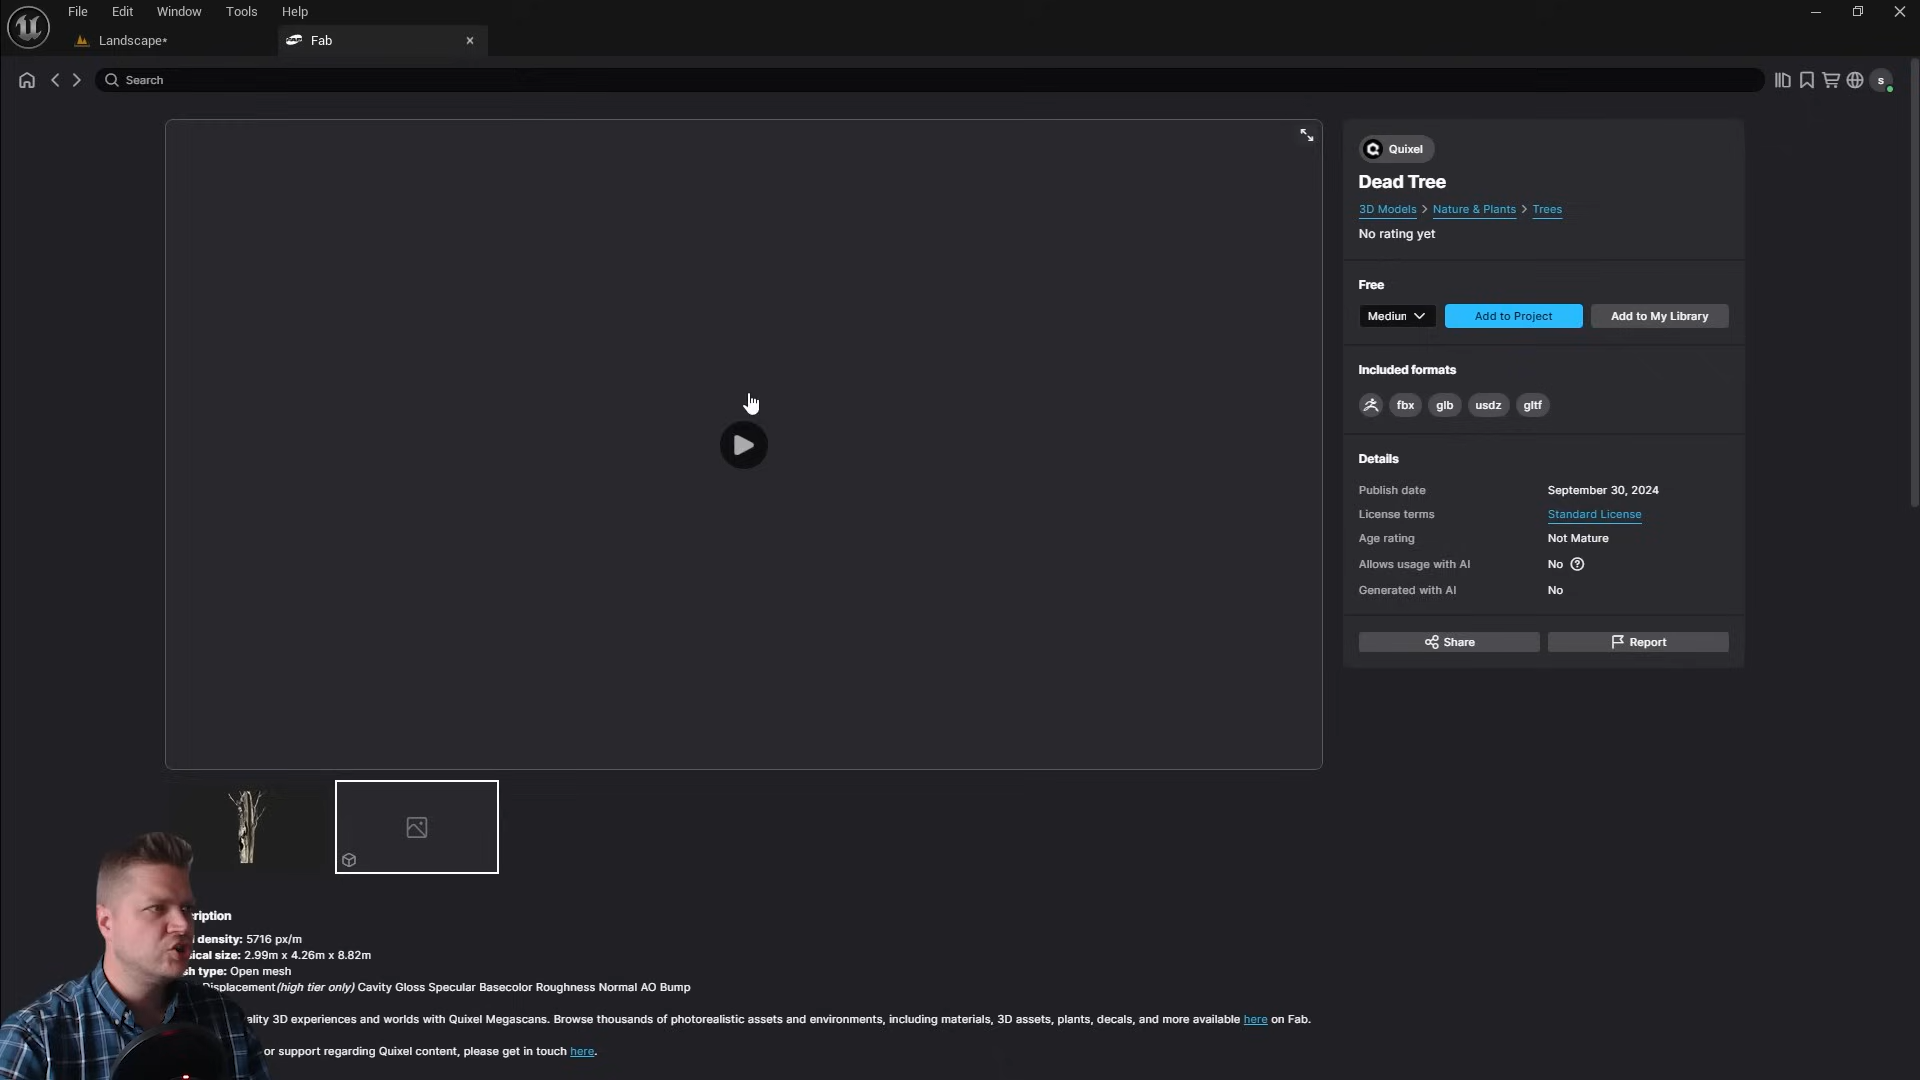 File Edit Window Tools Help
Landscape* Fab
Search
s
Quixel
Dead Tree
3D Models > Nature & Plants > Trees
No rating yet
Free
Add to Project Add to My Library
Included formats
fbx glb usdz gltf
Details
Publish date September 30, 2024
License terms Standard License
Age rating Not Mature
Allows usage with AI No
Generated with AI No
Share Report
density: 5716 px/m
size: 2.99m x 4.26m x 8.82m
type: Open mesh
Displacement(high tier only) Cavity Gloss Specular Basecolor Roughness Normal AO Bump
3D experiences and worlds with Quixel Megascans. Browse thousands of photorealistic assets and environments, including materials, 3D assets, plants, decals, and more available here on Fab.
or support regarding Quixel content, please get in touch here.